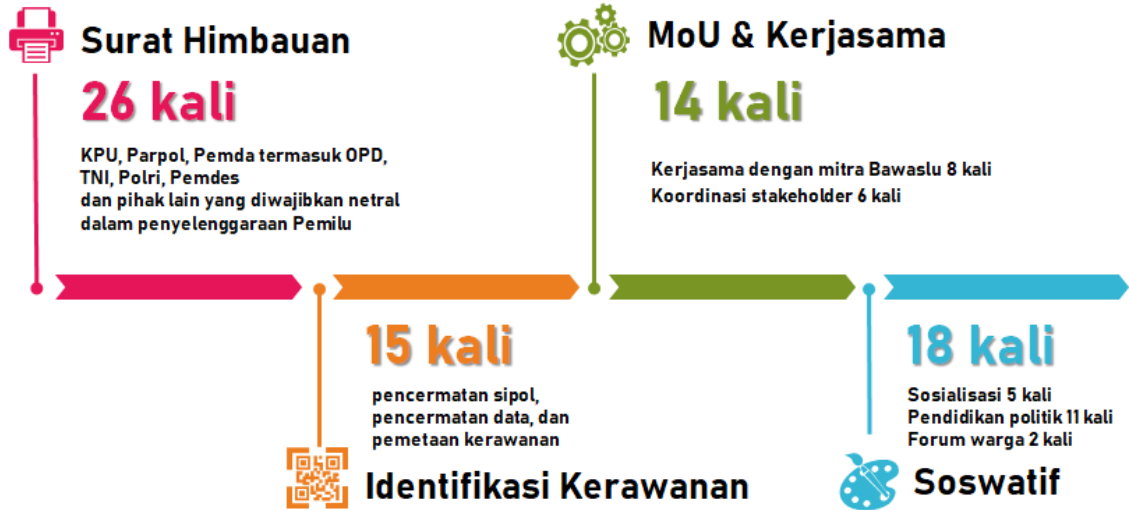 Surat Himbauan
26 kali
KPU, Parpol, Pemda termasuk OPD,
TNI, Polri, Pemdes
dan pihak lain yang diwajibkan netral
dalam penyelenggaraan Pemilu
15 kali
pencermatan sipol,
pencermatan data, dan
pemetaan kerawanan
Identifikasi Kerawanan
MoU & Kerjasama
14 kali
Kerjasama dengan mitra Bawaslu 8 kali
Koordinasi stakeholder 6 kali
18 kali
Sosialisasi 5 kali
Pendidikan politik 11 kali
Forum warga 2 kali
Soswatif